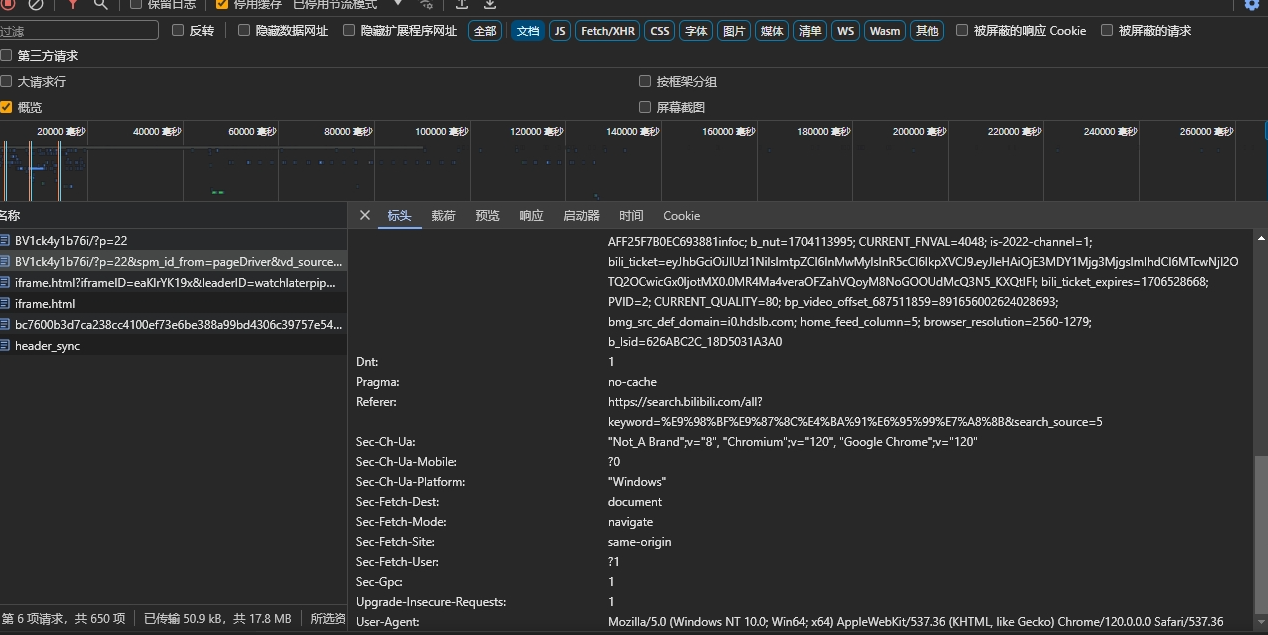 保留日志 停用缓存 已停用节流模式
过滤 反转 隐藏数据网址 隐藏扩展程序网址 全部 文档 JS Fetch/XHR CSS 字体 图片 媒体 清单 WS Wasm 其他 被屏蔽的响应 Cookie 被屏蔽的请求
第三方请求
大请求行 按框架分组
概览 屏幕截图
20000 毫秒 40000 毫秒 60000 毫秒 80000 毫秒 100000 毫秒 120000 毫秒 140000 毫秒 160000 毫秒 180000 毫秒 200000 毫秒 220000 毫秒 240000 毫秒 260000 毫秒
名称
BV1ck4y1b76i/?p=22
BV1ck4y1b76i/?p=22&spm_id_from=pageDriver&vd_source...
iframe.html?iframeID=eaKlrYK19x&leaderID=watchlaterpip...
iframe.html
bc7600b3d7ca238cc4100ef73e6be388a99bd4306c39757e54...
header_sync
第 6 项请求，共 650 项 已传输 50.9 kB，共 17.8 MB 所选资
标头 载荷 预览 响应 启动器 时间 Cookie
AFF25F7B0EC693881infoc; b_nut=1704113995; CURRENT_FNVAL=4048; is-2022-channel=1;
bili_ticket=eyJhbGciOiJIUzI1NiIsImtpZCI6InMwMyIsInR5cCI6IkpXVCJ9.eyJleHAiOjE3MDY1Mjg3MjgsImlhdCI6MTcwNjI2O
TQ2OCwicGx0IjotMX0.0MR4Ma4veraOFZahVQoyM8NoGOOUdMcQ3N5_KXQtIFI; bili_ticket_expires=1706528668;
PVID=2; CURRENT_QUALITY=80; bp_video_offset_687511859=891656002624028693;
bmg_src_def_domain=i0.hdslb.com; home_feed_column=5; browser_resolution=2560-1279;
b_lsid=626ABC2C_18D5031A3A0
Dnt: 1
Pragma: no-cache
Referer: https://search.bilibili.com/all?
keyword=%E9%98%BF%E9%87%8C%E4%BA%91%E6%95%99%E7%A8%8B&search_source=5
Sec-Ch-Ua: "Not_A Brand";v="8", "Chromium";v="120", "Google Chrome";v="120"
Sec-Ch-Ua-Mobile: ?0
Sec-Ch-Ua-Platform: "Windows"
Sec-Fetch-Dest: document
Sec-Fetch-Mode: navigate
Sec-Fetch-Site: same-origin
Sec-Fetch-User: ?1
Sec-Gpc: 1
Upgrade-Insecure-Requests: 1
User-Agent: Mozilla/5.0 (Windows NT 10.0; Win64; x64) AppleWebKit/537.36 (KHTML, like Gecko) Chrome/120.0.0.0 Safari/537.36